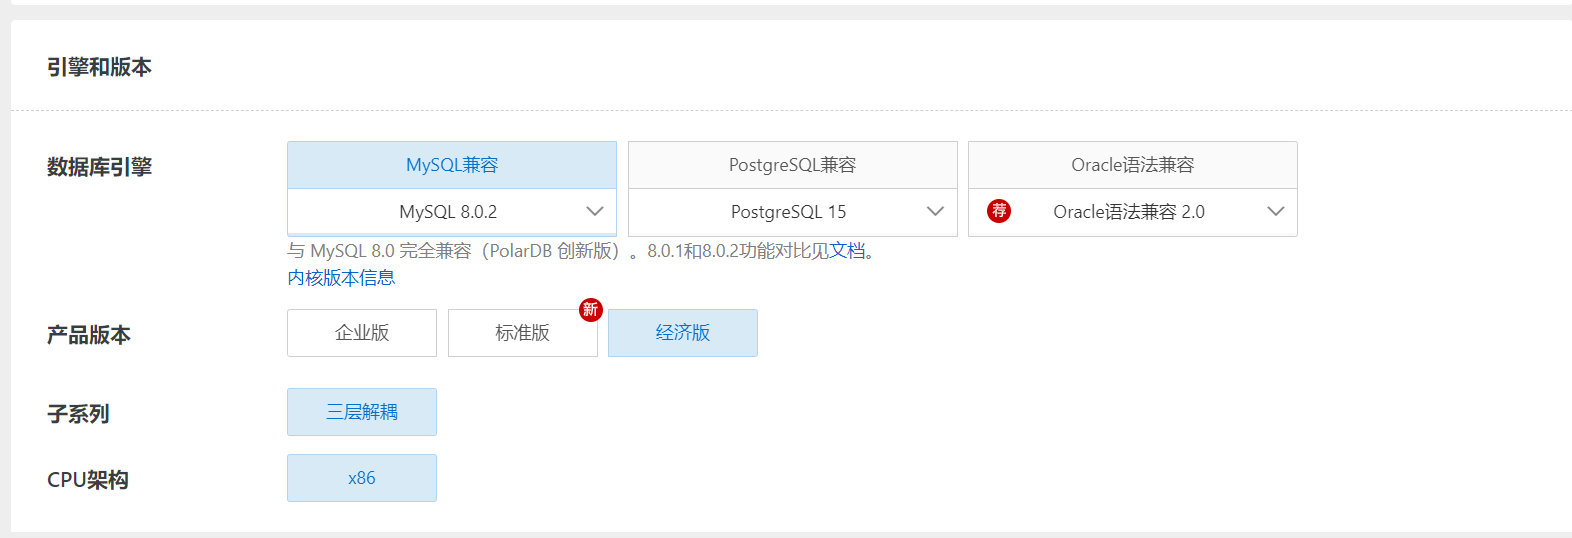 引擎和版本
数据库引擎
MySQL兼容 PostgreSQL兼容 Oracle语法兼容
MySQL 8.0.2 PostgreSQL 15 荐 Oracle语法兼容 2.0
与 MySQL 8.0 完全兼容（PolarDB 创新版）。8.0.1和8.0.2功能对比见文档。
内核版本信息
产品版本 企业版 标准版 新 经济版
子系列 三层解耦
CPU架构 x86